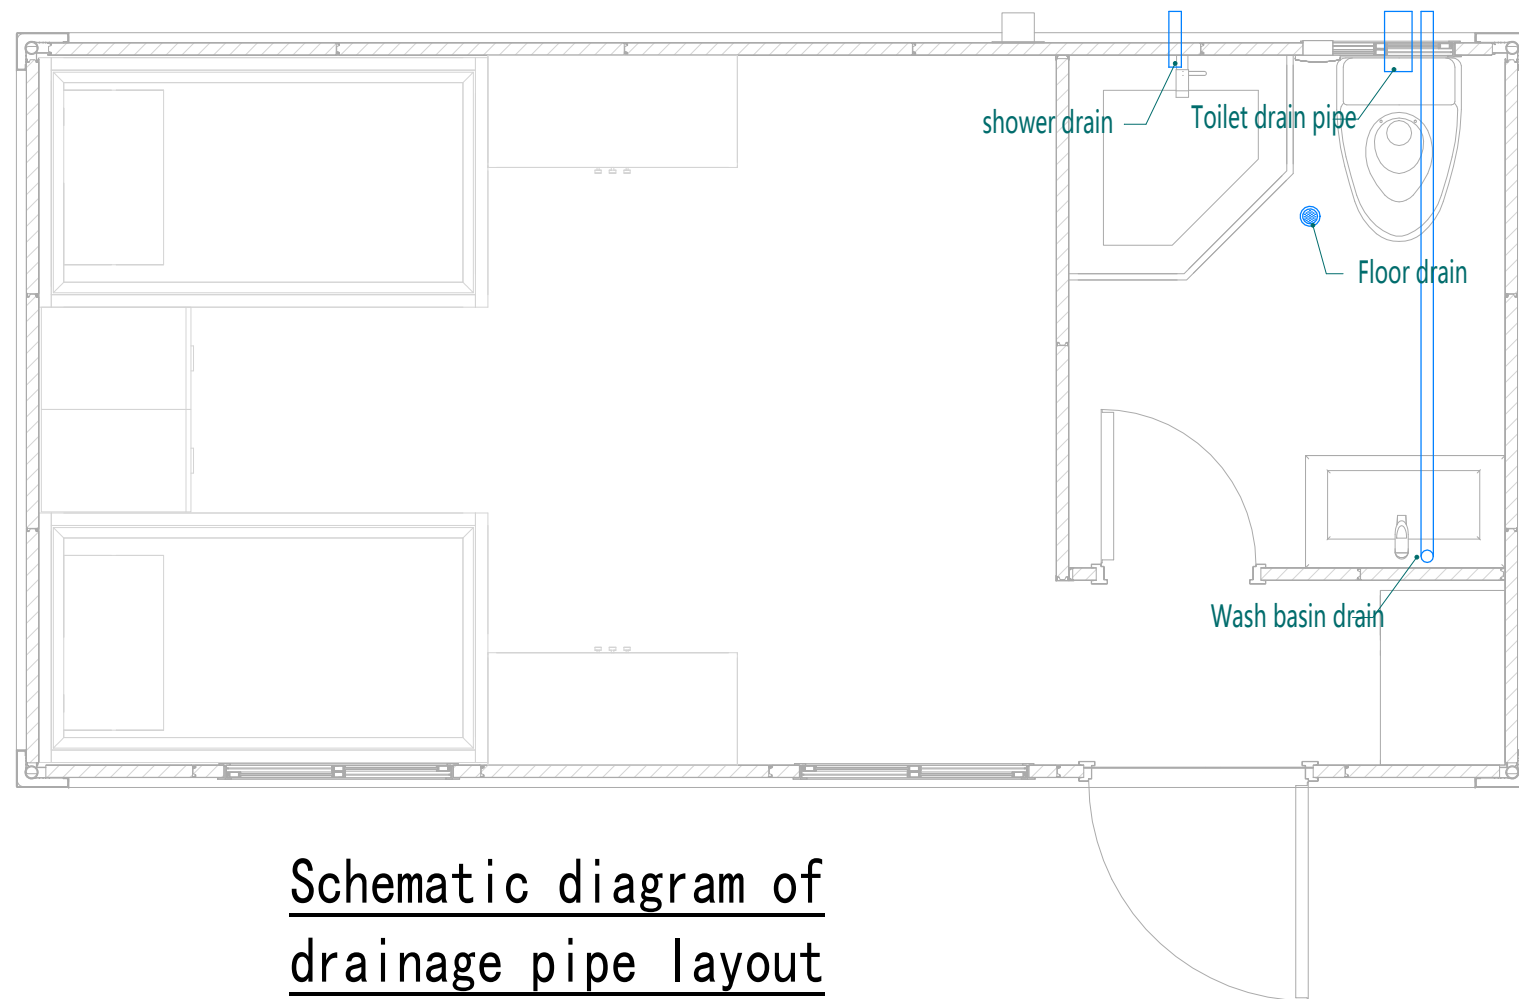 shower drain
Toilet drain pipe
Floor drain
Wash basin drain
Schematic diagram of
drainage pipe layout